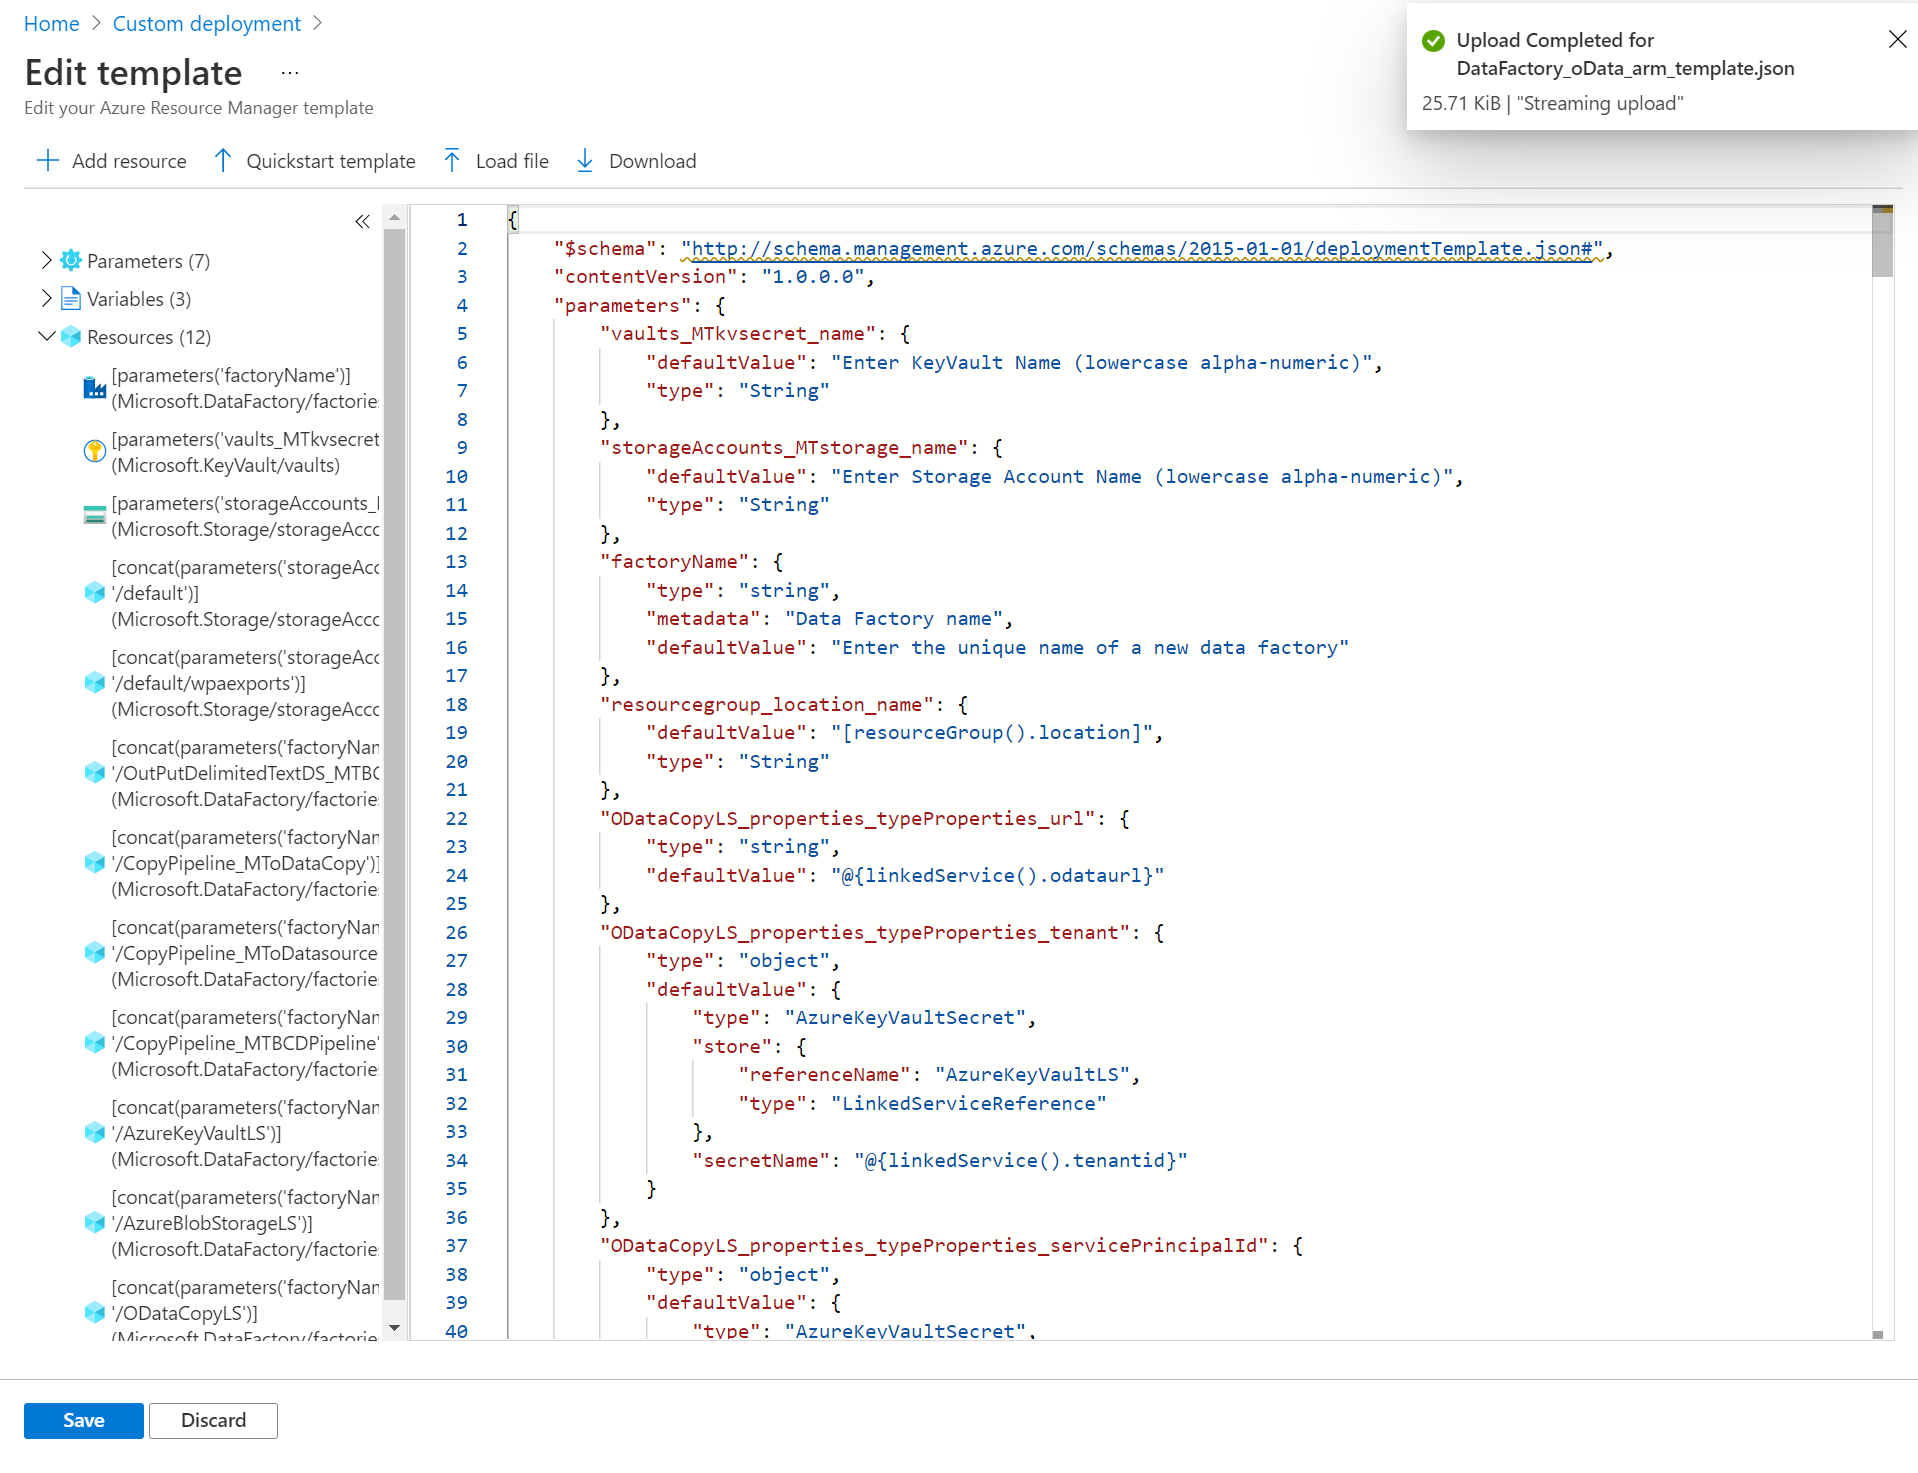 Home > Custom deployment >
Edit template ...
Edit your Azure Resource Manager template
Upload Completed for
DataFactory_oData_arm_template.json
25.71 KiB | "Streaming upload"
Add resource
Quickstart template
Load file
Download
Parameters (7)
Variables (3)
Resources (12)
[parameters('factoryName')]
(Microsoft.DataFactory/factorie
[parameters('vaults_MTkvsecret
(Microsoft.KeyVault/vaults)
[parameters('storageAccounts_
(Microsoft.Storage/storageAcc
[concat(parameters('storageAcc
'/default')]
(Microsoft.Storage/storageAcc
[concat(parameters('storageAcc
'/default/wpaexports')]
(Microsoft.Storage/storageAcc
[concat(parameters('factoryNar
'/OutPutDelimitedTextDS_MTBC
(Microsoft.DataFactory/factorie
[concat(parameters('factoryNar
'/CopyPipeline_MToDataCopy')]
(Microsoft.DataFactory/factorie
[concat(parameters('factoryNar
'/CopyPipeline_MToDatasource
(Microsoft.DataFactory/factorie
[concat(parameters('factoryNar
'/CopyPipeline_MTBCDPipeline'
(Microsoft.DataFactory/factorie
[concat(parameters('factoryNar
'/AzureKeyVaultLS')]
(Microsoft.DataFactory/factorie
[concat(parameters('factoryNar
'/AzureBlobStorageLS')]
(Microsoft.DataFactory/factorie
[concat(parameters('factoryNar
'/ODataCopyLS')]
(Microsoft.DataFactory/factorie
1 {
2 "$schema": "http://schema.management.azure.com/schemas/2015-01-01/deploymentTemplate.json#",
3 "contentVersion": "1.0.0.0",
4 "parameters": {
5 "vaults_MTkvsecret_name": {
6 "defaultValue": "Enter KeyVault Name (lowercase alpha-numeric)",
7 "type": "String"
8 },
9 "storageAccounts_MTstorage_name": {
10 "defaultValue": "Enter Storage Account Name (lowercase alpha-numeric)",
11 "type": "String"
12 },
13 "factoryName": {
14 "type": "string",
15 "metadata": "Data Factory name",
16 "defaultValue": "Enter the unique name of a new data factory"
17 },
18 "resourcegroup_location_name": {
19 "defaultValue": "[resourceGroup().location]",
20 "type": "String"
21 },
22 "ODataCopyLS_properties_typeProperties_url": {
23 "type": "string",
24 "defaultValue": "@{linkedService().odataurl}"
25 },
26 "ODataCopyLS_properties_typeProperties_tenant": {
27 "type": "object",
28 "defaultValue": {
29 "type": "AzureKeyVaultSecret",
30 "store": {
31 "referenceName": "AzureKeyVaultLS",
32 "type": "LinkedServiceReference"
33 },
34 "secretName": "@{linkedService().tenantid}"
35 }
36 },
37 "ODataCopyLS_properties_typeProperties_servicePrincipalId": {
38 "type": "object",
39 "defaultValue": {
40 "type": "AzureKeyVaultSecret",
Save
Discard